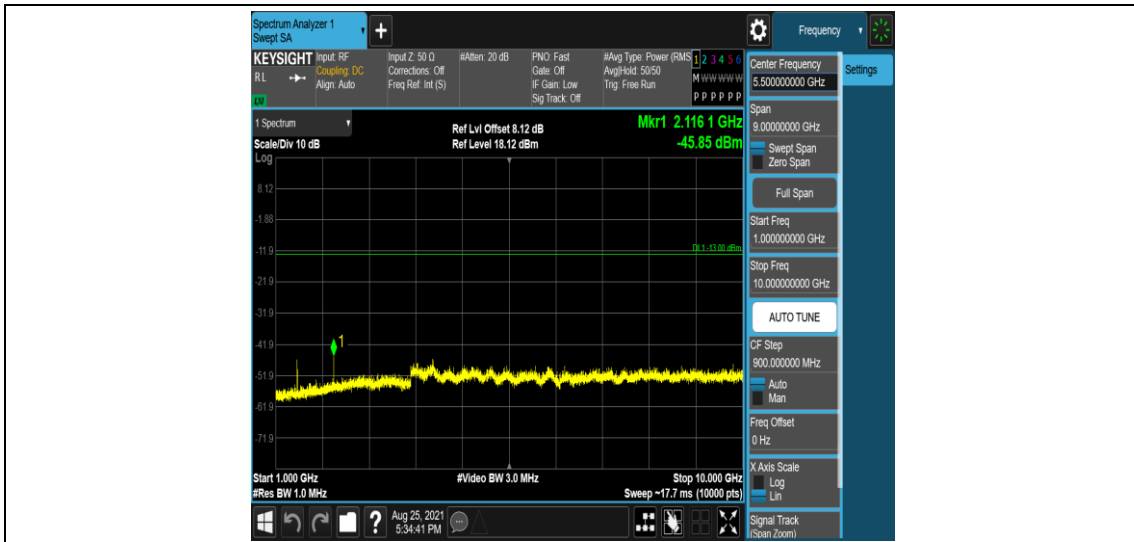 Spectrum Analyzer 1
Swept SA
+
Frequency
KEYSIGHT
RL
LXI
Input: RF
Coupling: DC
Align: Auto
Input Z: 50 Ω
Corrections: Off
Freq Ref: Int (S)
#Atten: 20 dB
PNO: Fast
Gate: Off
IF Gain: Low
Sig Track: Off
#Avg Type: Power (RMS
Avg|Hold: 50/50
Trig: Free Run
1 2 3 4 5 6
M W W W W W
P P P P P P
Center Frequency
5.500000000 GHz
Settings
Span
9.00000000 GHz
Swept Span
Zero Span
Full Span
Start Freq
1.000000000 GHz
Stop Freq
10.000000000 GHz
AUTO TUNE
CF Step
900.000000 MHz
Auto
Man
Freq Offset
0 Hz
X Axis Scale
Log
Lin
Signal Track
(Span Zoom)
1 Spectrum
Scale/Div 10 dB
Log
Ref Lvl Offset 8.12 dB
Ref Level 18.12 dBm
Mkr1 2.116 1 GHz
-45.85 dBm
8.12
-1.88
-11.9
DL1 -13.00 dBm
-21.9
-31.9
-41.9
1
-51.9
-61.9
-71.9
Start 1.000 GHz
#Res BW 1.0 MHz
#Video BW 3.0 MHz
Stop 10.000 GHz
Sweep ~17.7 ms (10000 pts)
?
Aug 25, 2021
5:34:41 PM